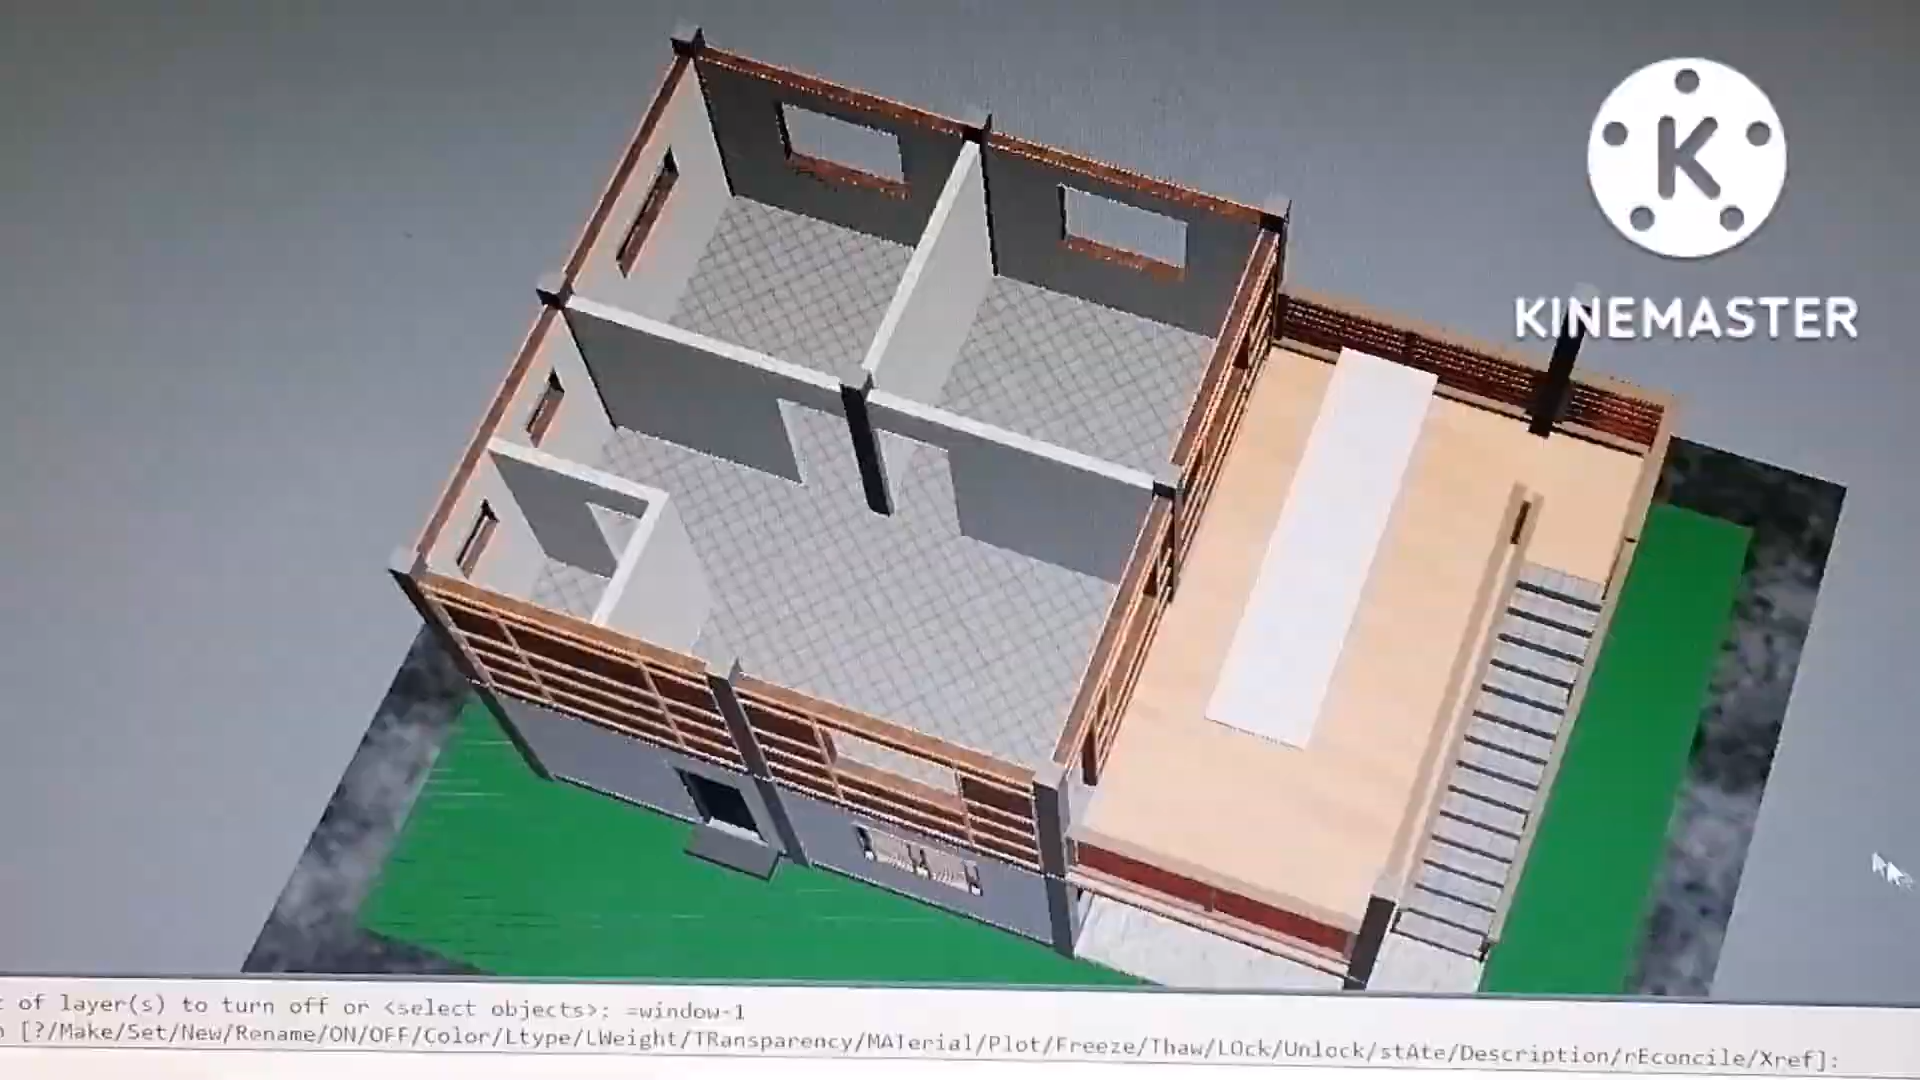 K
KINEMASTER
of layer(s) to turn off or <select objects>: =window-1
[?/Make/Set/New/Rename/ON/OFF/Color/Ltype/LWeight/TRansparency/MATerial/Plot/Freeze/Thaw/LOck/Unlock/stAte/Description/rEconcile/Xref]: